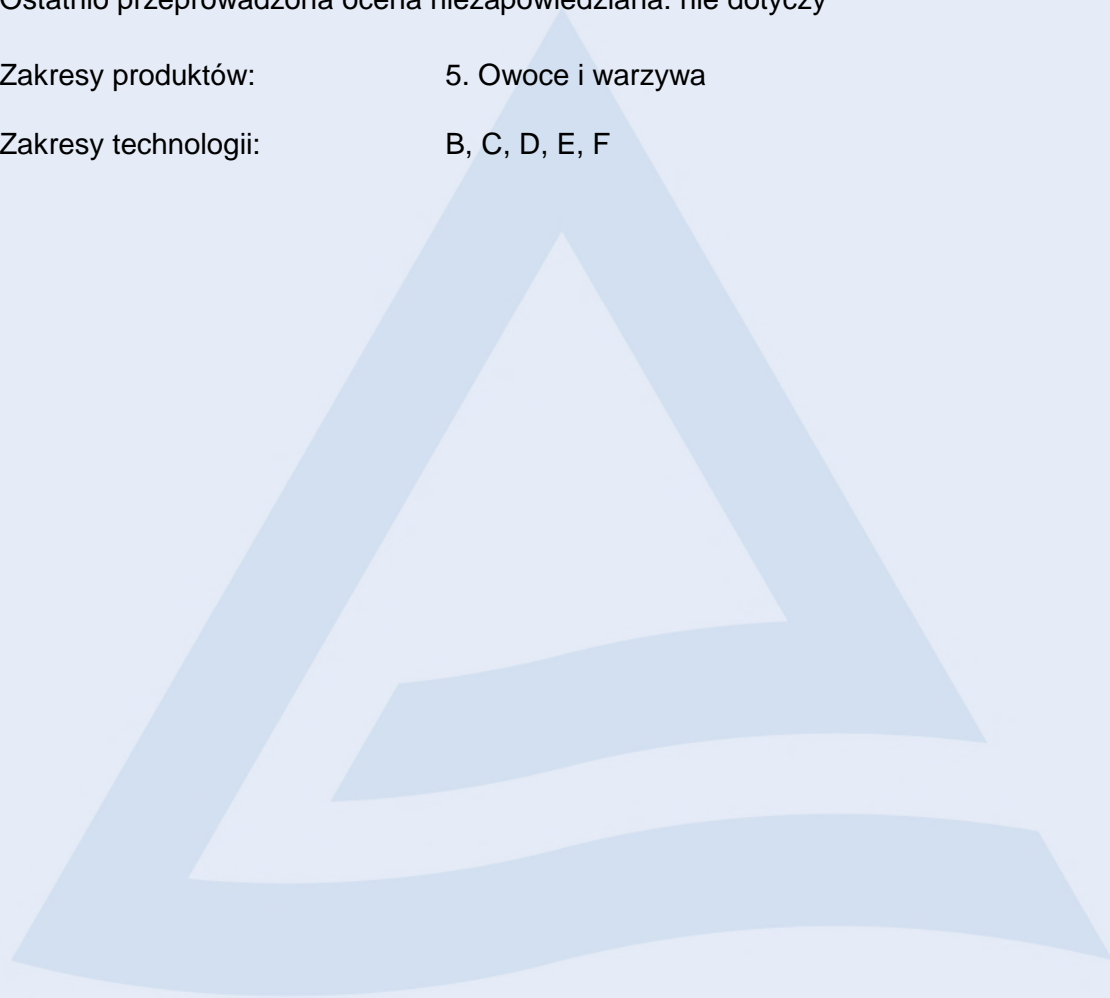 Ostatnio przeprowadzona ocena niezapowiedziana: nie dotyczy
Zakresy produktów: 5. Owoce i warzywa
Zakresy technologii: B, C, D, E, F